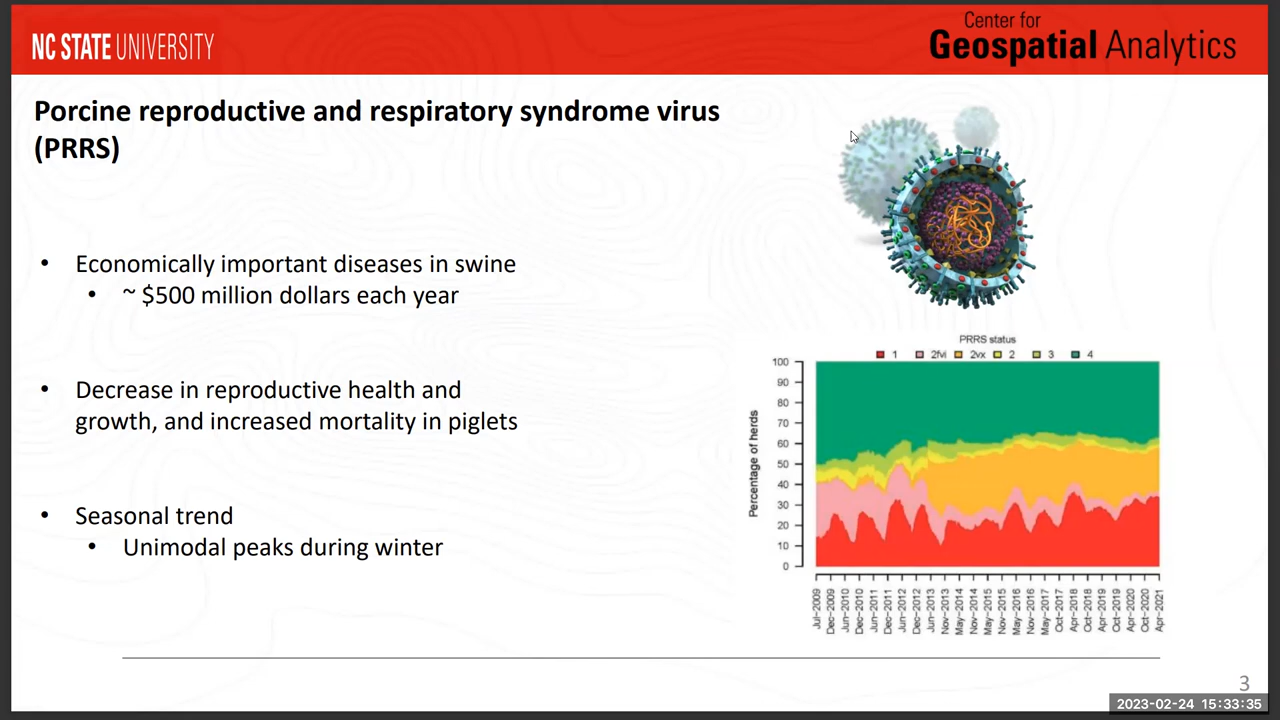 NC STATE UNIVERSITY
Center for
Geospatial Analytics
Porcine reproductive and respiratory syndrome virus
(PRRS)
• Economically important diseases in swine
• ~ $500 million dollars each year
• Decrease in reproductive health and
growth, and increased mortality in piglets
• Seasonal trend
• Unimodal peaks during winter
PRRS status
1 2fvi 2vx 2 3 4
Percentage of herds
100
90
80
70
60
50
40
30
20
10
0
Jul-2009
Dec-2009
Jun-2010
Dec-2010
Jun-2011
Dec-2011
Jun-2012
Dec-2012
Jun-2013
Nov-2013
May-2014
Nov-2014
May-2015
Nov-2015
May-2016
Nov-2016
May-2017
Oct-2017
Apr-2018
Oct-2018
Apr-2019
Oct-2019
Apr-2020
Oct-2020
Apr-2021
3
2023-02-24 15:33:35